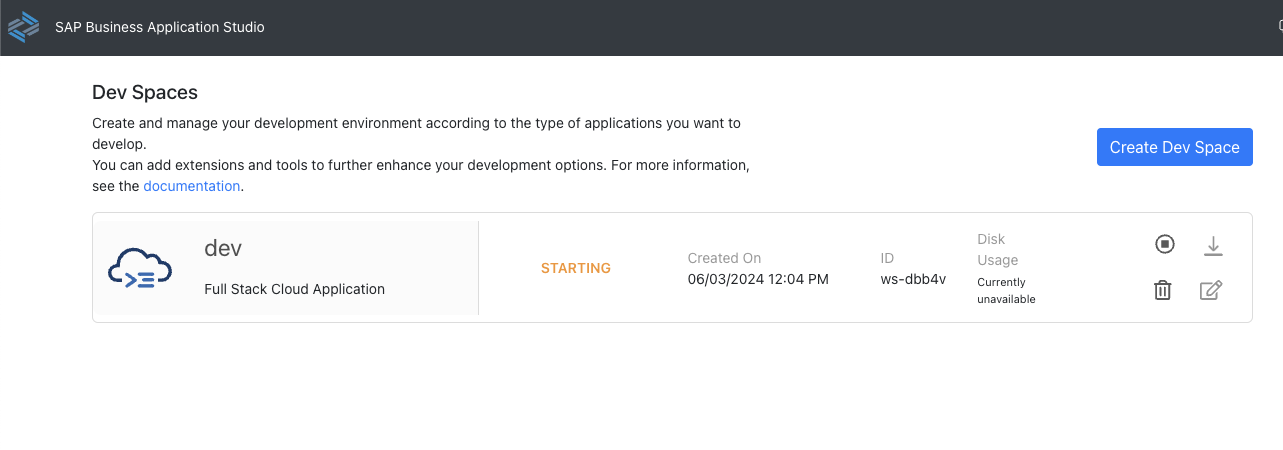 SAP Business Application Studio
Dev Spaces
Create and manage your development environment according to the type of applications you want to
develop.
You can add extensions and tools to further enhance your development options. For more information,
see the documentation.
Create Dev Space
dev
Full Stack Cloud Application
STARTING
Created On
06/03/2024 12:04 PM
ID
ws-dbb4v
Disk
Usage
Currently
unavailable